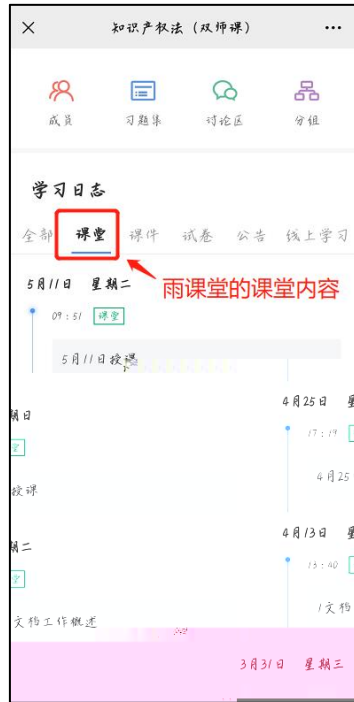 知识产权法（双师课）
成员 习题集 讨论区 分组
学习日志
全部 课堂 课件 试卷 公告 线上学习
5月11日 星期二
雨课堂的课堂内容
09:51 课堂
5月11日授课
期日
4月25日
17:19
授课
4月25
期二
4月13日
13:40
文档工作概述
1文档
3月31日 星期三